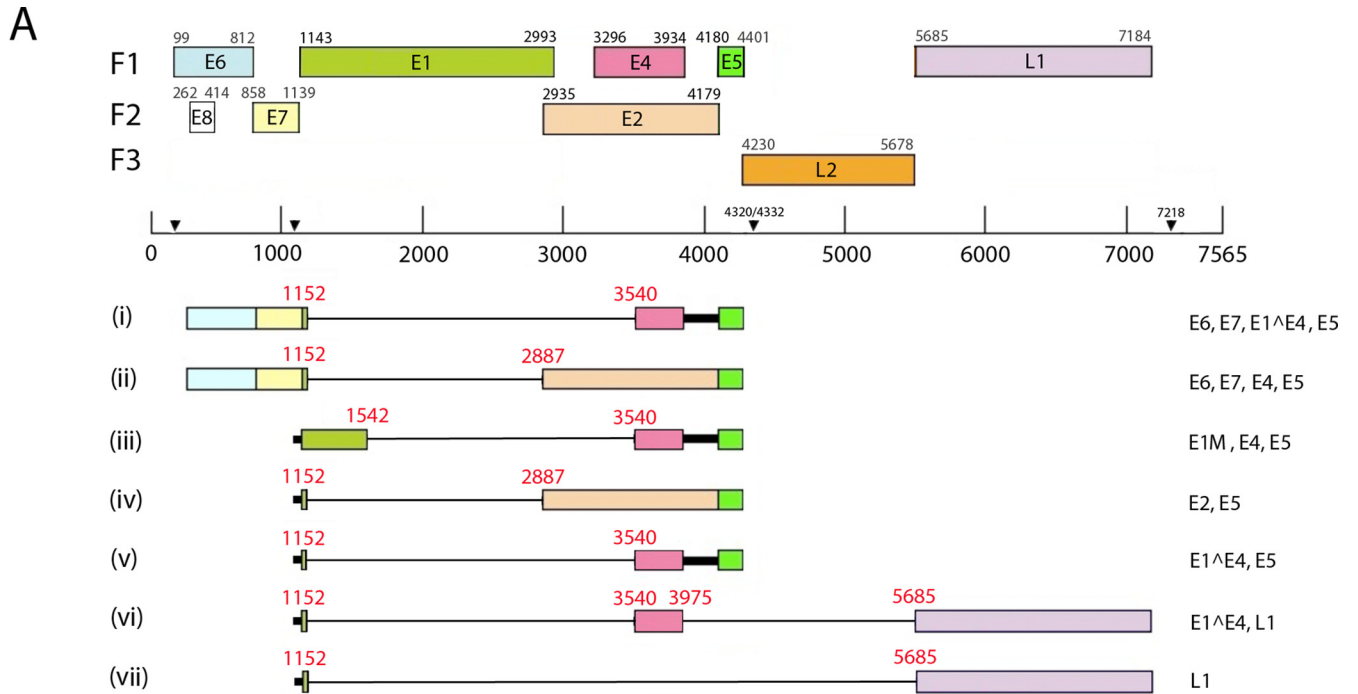 A
99 812 1143 2993 3296 3934 4180 4401 5685 7184
F1 E6 E1 E4 E5 L1
262 414 858 1139 2935 4179
F2 E8 E7 E2
4230 5678
F3 L2
4320/4332 7218
0 1000 2000 3000 4000 5000 6000 7000 7565
1152 3540
(i) E6, E7, E1^E4, E5
1152 2887
(ii) E6, E7, E4, E5
1542 3540
(iii) E1M , E4, E5
1152 2887
(iv) E2, E5
1152 3540
(v) E1^E4, E5
1152 3540 3975 5685
(vi) E1^E4, L1
1152 5685
(vii) L1